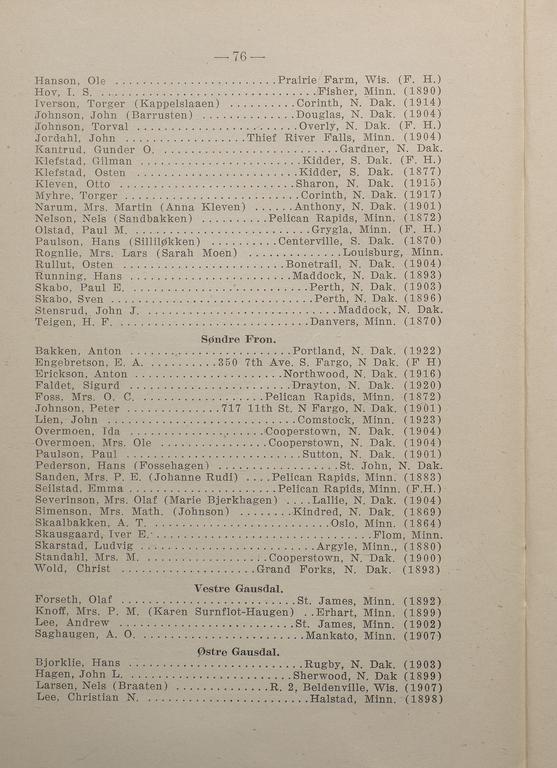 — 76 —
Hanson, Ole ........................Prairie Farm, Wis. (F. H.)
Hov, I. S. .................................Fisher, Minn. (1890)
Iverson, Torger (Kappelslaaen) ..........Corinth, N. Dak. (1914)
Johnson, John (Barrusten) ...............Douglas, N. Dak. (1904)
Johnson, Torval ........................Overly, N. Dak. (F. H.)
Jordahl, John ..................Thief River Falls, Minn. (1904)
Kantrud, Gunder O. ...........................Gardner, N. Dak.
Klefstad, Gilman .......................Kidder, S. Dak. (F. H.)
Klefstad, Osten .........................Kidder, S. Dak. (1877)
Kleven, Otto ............................Sharon, N. Dak. (1915)
Myhre, Torger ..........................Corinth, N. Dak. (1917)
Narum, Mrs. Martin (Anna Kleven) ......Anthony, N. Dak. (1901)
Nelson, Nels (Sandbakken) ..........Pelican Rapids, Minn. (1872)
Olstad, Paul M. ..........................Grygla, Minn. (F. H.)
Paulson, Hans (Silliløkken) ..........Centerville, S. Dak. (1870)
Rognlie, Mrs. Lars (Sarah Moen) ..............Louisburg, Minn.
Rullut, Osten ........................Bonetrail, N. Dak. (1904)
Running, Hans ........................Maddock, N. Dak. (1893)
Skabo, Paul E. ..........................Perth, N. Dak. (1903)
Skabo, Sven ..............................Perth, N. Dak. (1896)
Stensrud, John J. ............................Maddock, N. Dak.
Teigen, H. F. ............................Danvers, Minn. (1870)
Søndre Fron.
Bakken, Anton ........................Portland, N. Dak. (1922)
Engebretson, E. A. ..........350 7th Ave. S. Fargo, N Dak. (F H)
Erickson, Anton ......................Northwood, N. Dak. (1916)
Faldet, Sigurd .........................Drayton, N. Dak. (1920)
Foss, Mrs. O. C. ...................Pelican Rapids, Minn. (1872)
Johnson, Peter .............717 11th St. N Fargo, N. Dak. (1901)
Lien, John .............................Comstock, Minn. (1923)
Overmoen, Ida ....................Cooperstown, N. Dak. (1904)
Overmoen, Mrs. Ole ................Cooperstown, N. Dak. (1904)
Paulson, Paul ..........................Sutton, N. Dak. (1901)
Pederson, Hans (Fossehagen) ..................St. John, N. Dak.
Sanden, Mrs. P. E. (Johanne Rudi) ....Pelican Rapids, Minn. (1883)
Seilstad, Emma .....................Pelican Rapids, Minn. (F.H.)
Severinson, Mrs. Olaf (Marie Bjerkhagen) ....Lallie, N. Dak. (1904)
Simenson, Mrs. Math. (Johnson) ........Kindred, N. Dak. (1869)
Skaalbakken, A. T. ...........................Oslo, Minn. (1864)
Skausgaard, Iver E. ................................Flom, Minn.
Skarstad, Ludwig .........................Argyle, Minn., (1880)
Standahl, Mrs. M. ..................Cooperstown, N. Dak. (1900)
Wold, Christ ......................Grand Forks, N. Dak. (1893)
Vestre Gausdal.
Forseth, Olaf ...........................St. James, Minn. (1892)
Knoff, Mrs. P. M. (Karen Surnflot-Haugen) ..Erhart, Minn. (1899)
Lee, Andrew ...........................St. James, Minn. (1902)
Saghaugen, A. O. ........................Mankato, Minn. (1907)
Østre Gausdal.
Bjorklie, Hans ..........................Rugby, N. Dak. (1903)
Hagen, John L. ........................Sherwood, N. Dak (1899)
Larsen, Nels (Braaten) ..............R. 2, Beldenville, Wis. (1907)
Lee, Christian N. .........................Halstad, Minn. (1898)